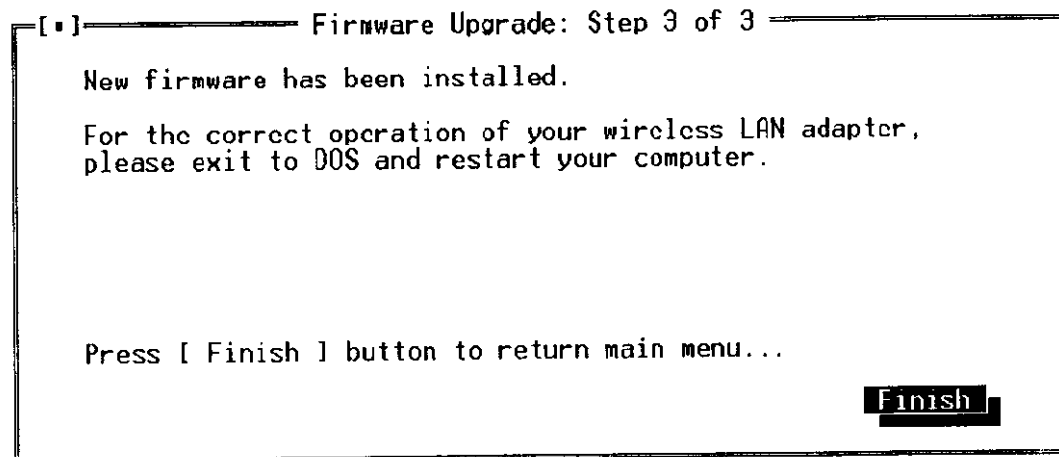 [▪] Firmware Upgrade: Step 3 of 3
New firmware has been installed.
For the correct operation of your wireless LAN adapter,
please exit to DOS and restart your computer.
Press [ Finish ] button to return main menu...
Finish